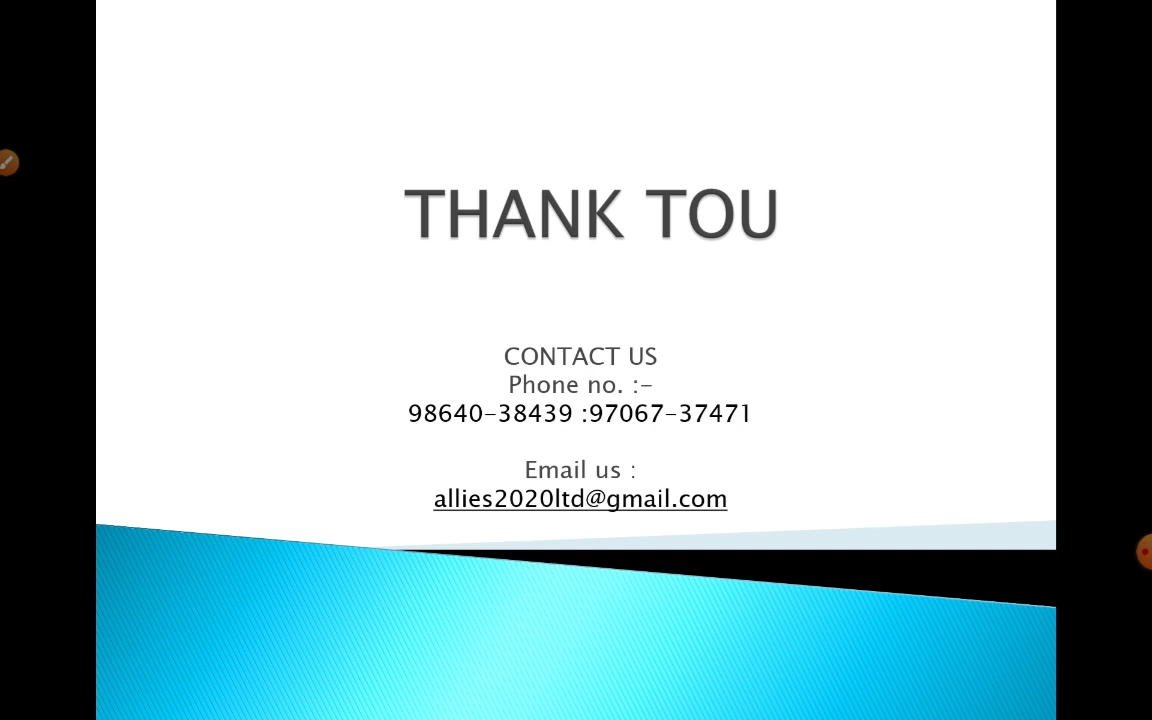 THANK TOU
CONTACT US
Phone no. :-
98640-38439 :97067-37471
Email us :
allies2020ltd@gmail.com